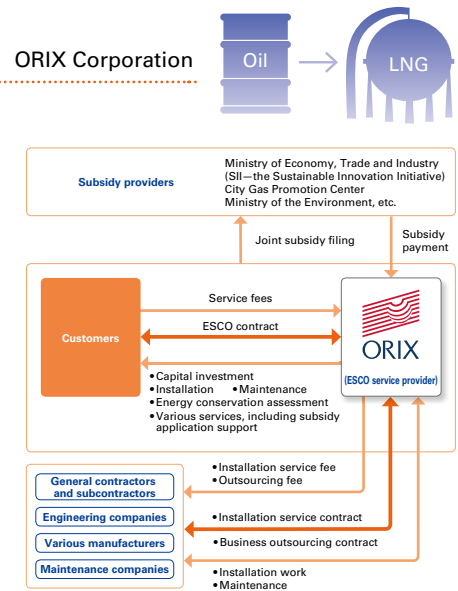 ORIX Corporation
Oil
LNG
Subsidy providers
Ministry of Economy, Trade and Industry
(SII—the Sustainable Innovation Initiative)
City Gas Promotion Center
Ministry of the Environment, etc.
Joint subsidy filing
Subsidy
payment
Customers
Service fees
ESCO contract
•Capital investment
•Installation •Maintenance
•Energy conservation assessment
•Various services, including subsidy
application support
ORIX
(ESCO service provider)
General contractors
and subcontractors
Engineering companies
Various manufacturers
Maintenance companies
•Installation service fee
•Outsourcing fee
•Installation service contract
•Business outsourcing contract
•Installation work
•Maintenance